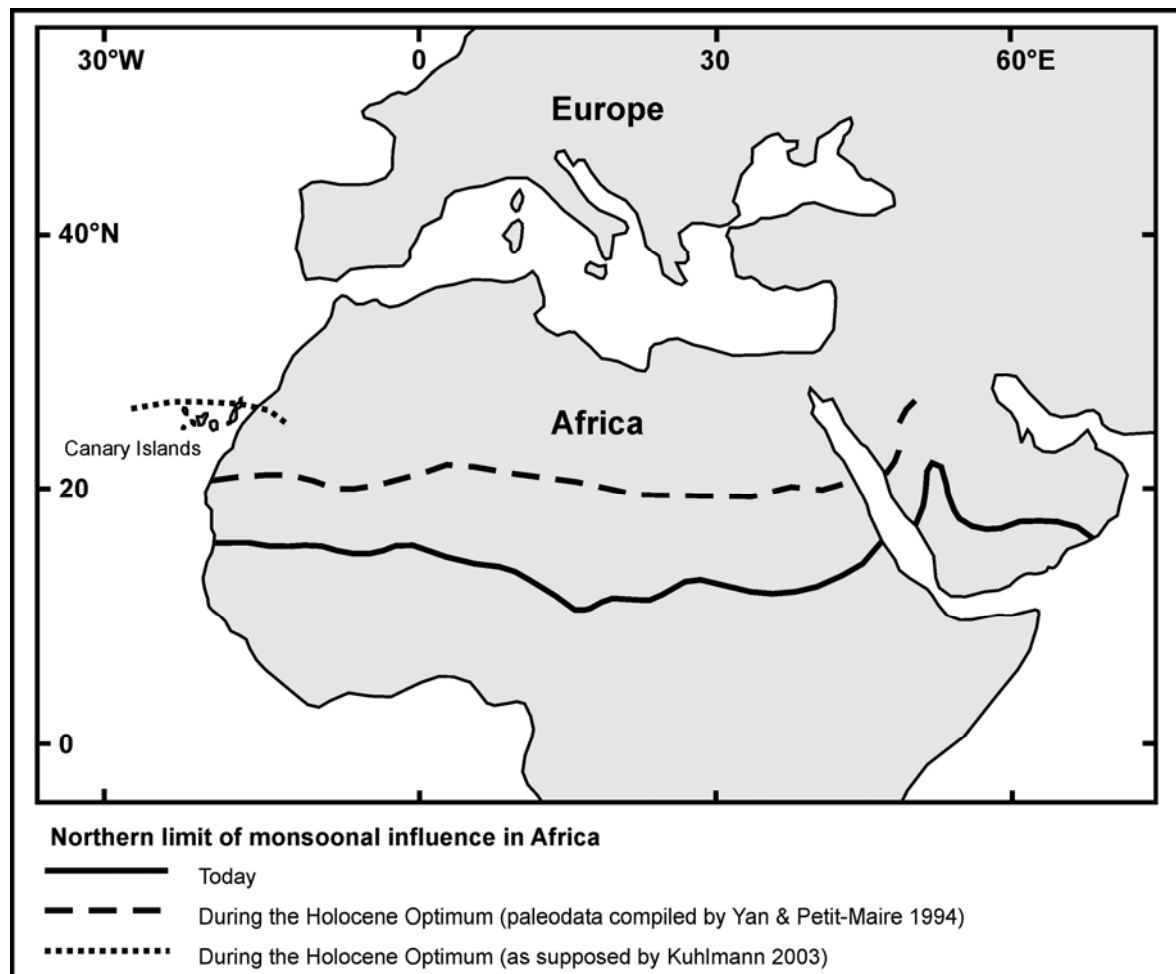 30°W 0 30 60°E
Europe
40°N
Africa
Canary Islands
20
0
Northern limit of monsoonal influence in Africa
Today
During the Holocene Optimum (paleodata compiled by Yan & Petit-Maire 1994)
During the Holocene Optimum (as supposed by Kuhlmann 2003)